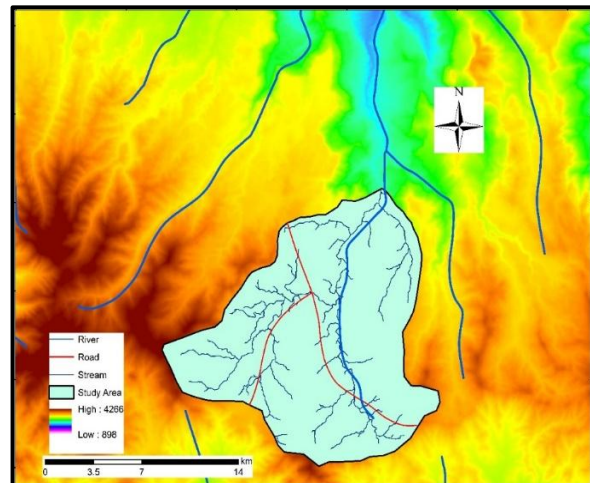 N
River
Road
Stream
Study Area
High : 4266
Low : 898
km
0 3.5 7 14